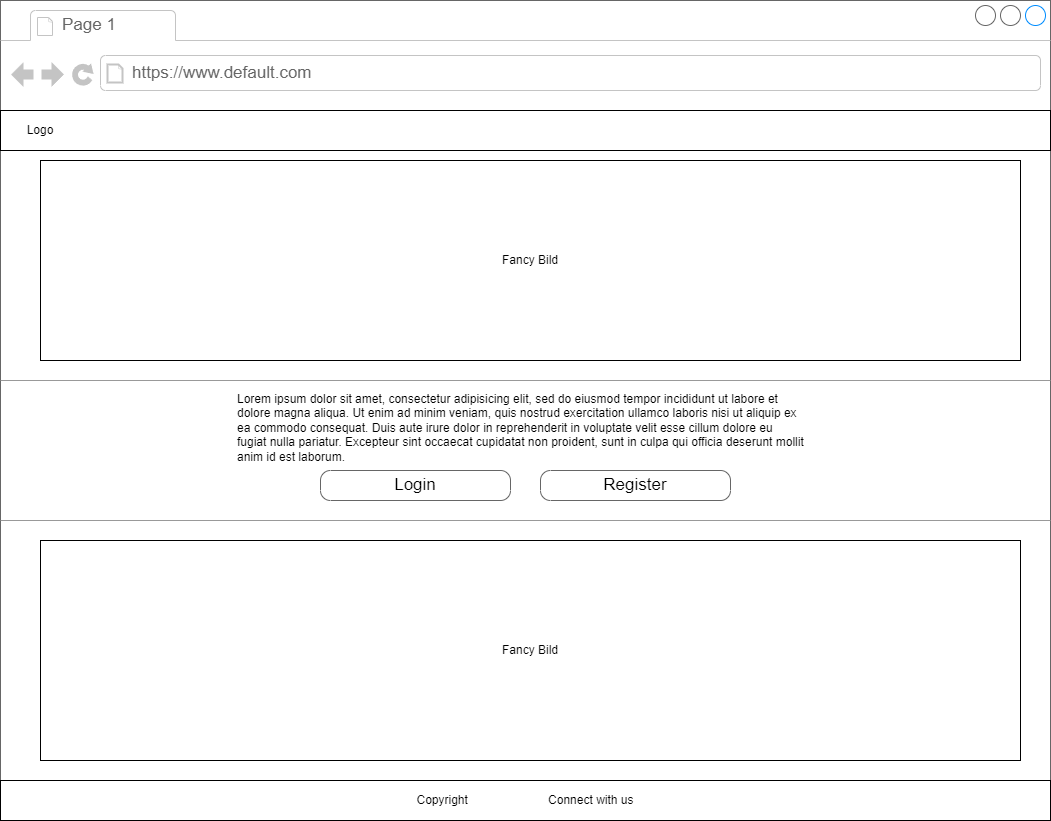 Page 1
https://www.default.com
Logo
Fancy Bild
Lorem ipsum dolor sit amet, consectetur adipisicing elit, sed do eiusmod tempor incididunt ut labore et
dolore magna aliqua. Ut enim ad minim veniam, quis nostrud exercitation ullamco laboris nisi ut aliquip ex
ea commodo consequat. Duis aute irure dolor in reprehenderit in voluptate velit esse cillum dolore eu
fugiat nulla pariatur. Excepteur sint occaecat cupidatat non proident, sunt in culpa qui officia deserunt mollit
anim id est laborum.
Login Register
Fancy Bild
Copyright Connect with us